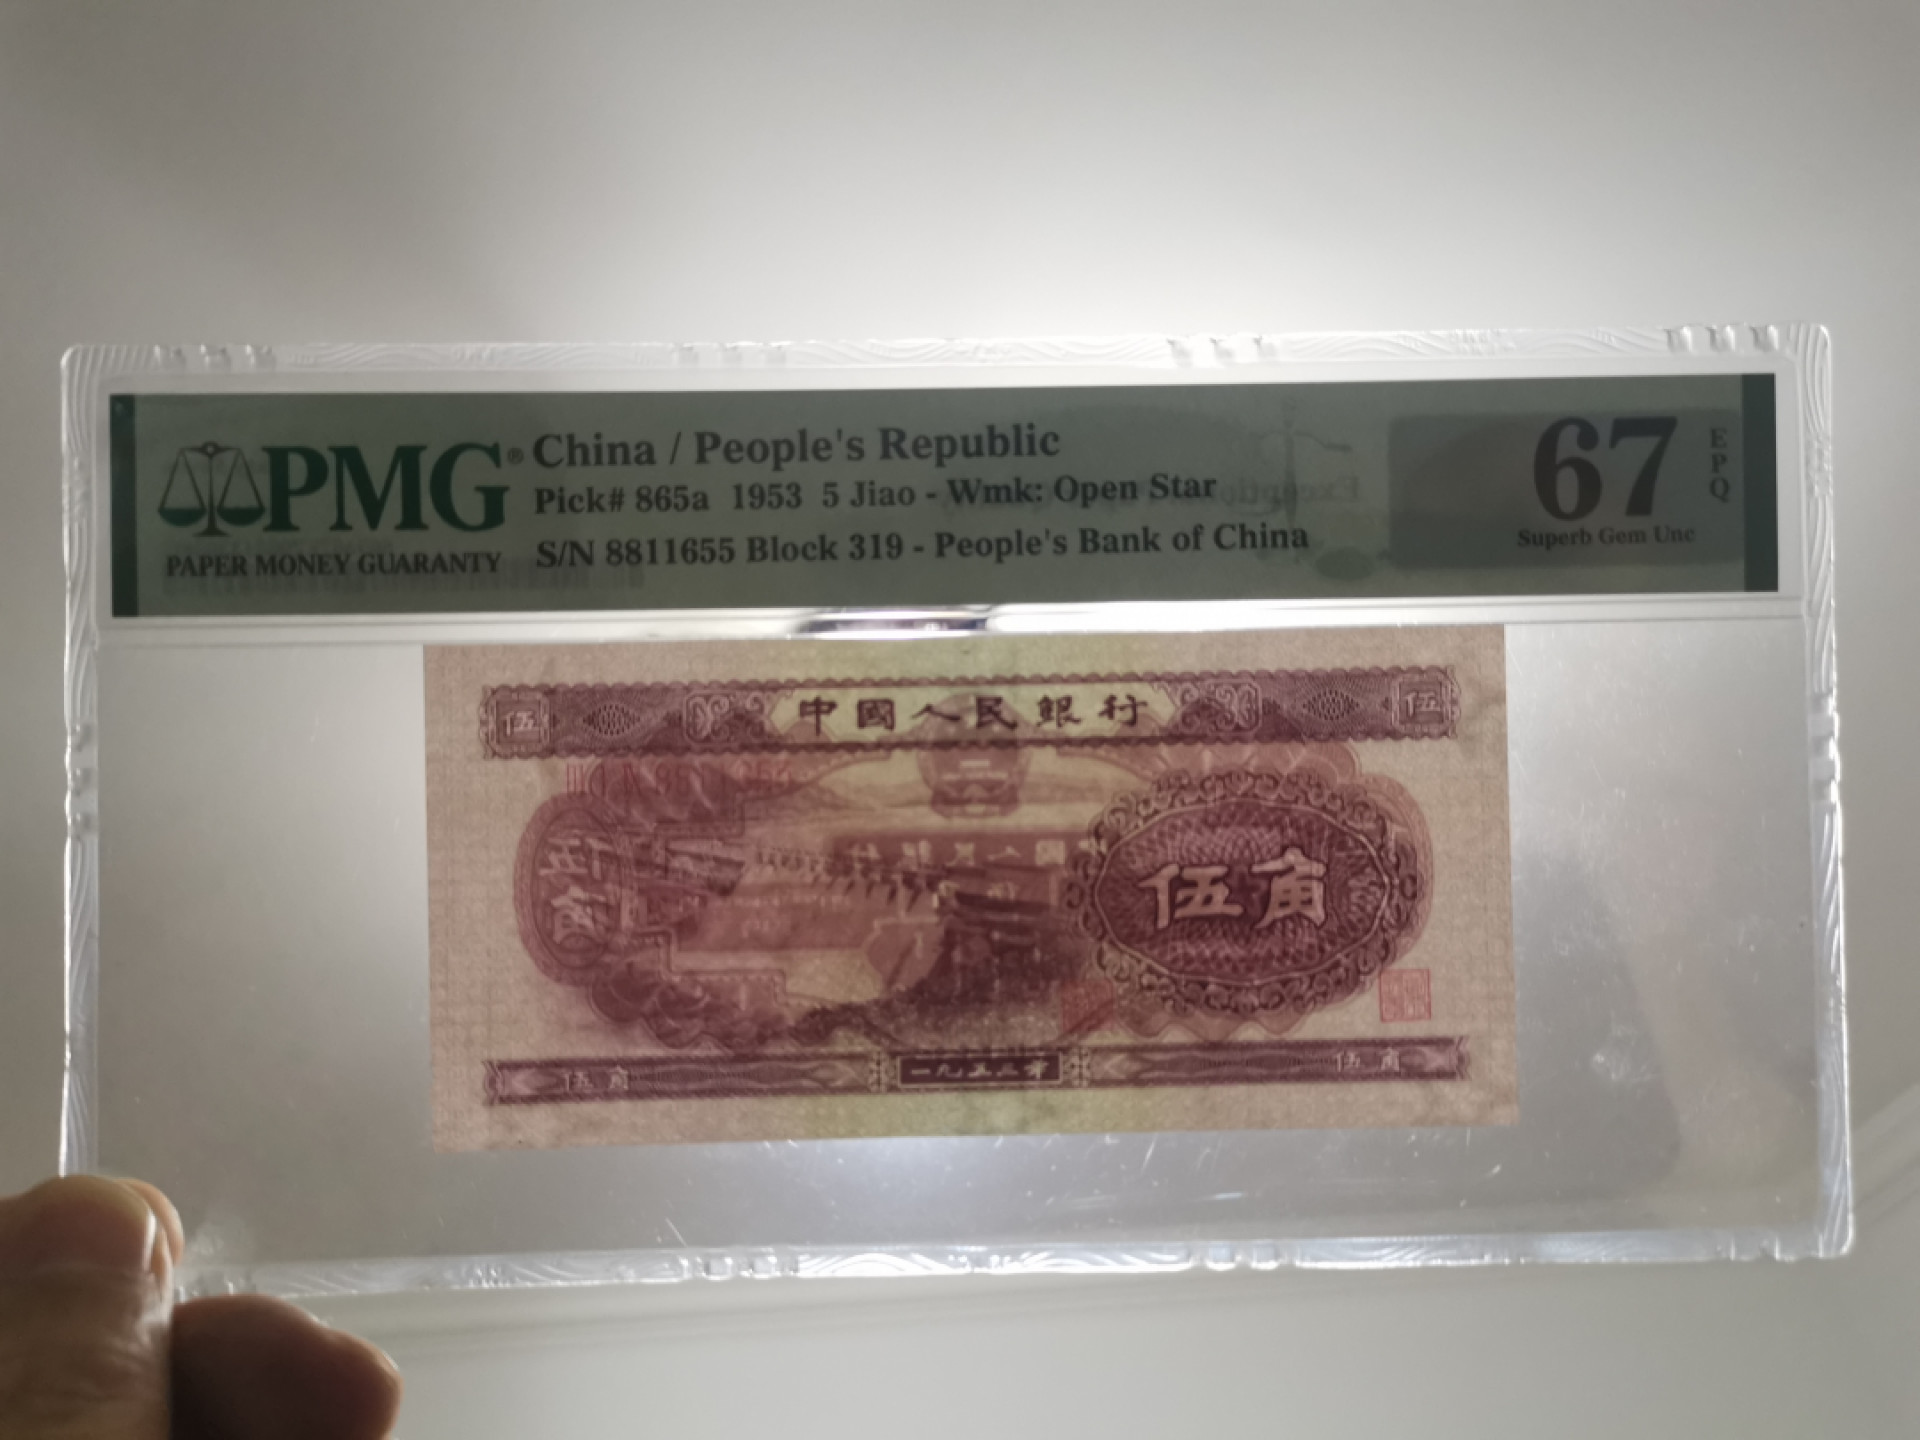 PMG®
PAPER MONEY GUARANTY
China / People's Republic
Pick# 865a 1953 5 Jiao - Wmk: Open Star
S/N 8811655 Block 319 - People's Bank of China
67
EPQ
Superb Gem Unc
伍 中國人民銀行 伍
伍角
伍角 一九五三年 伍角